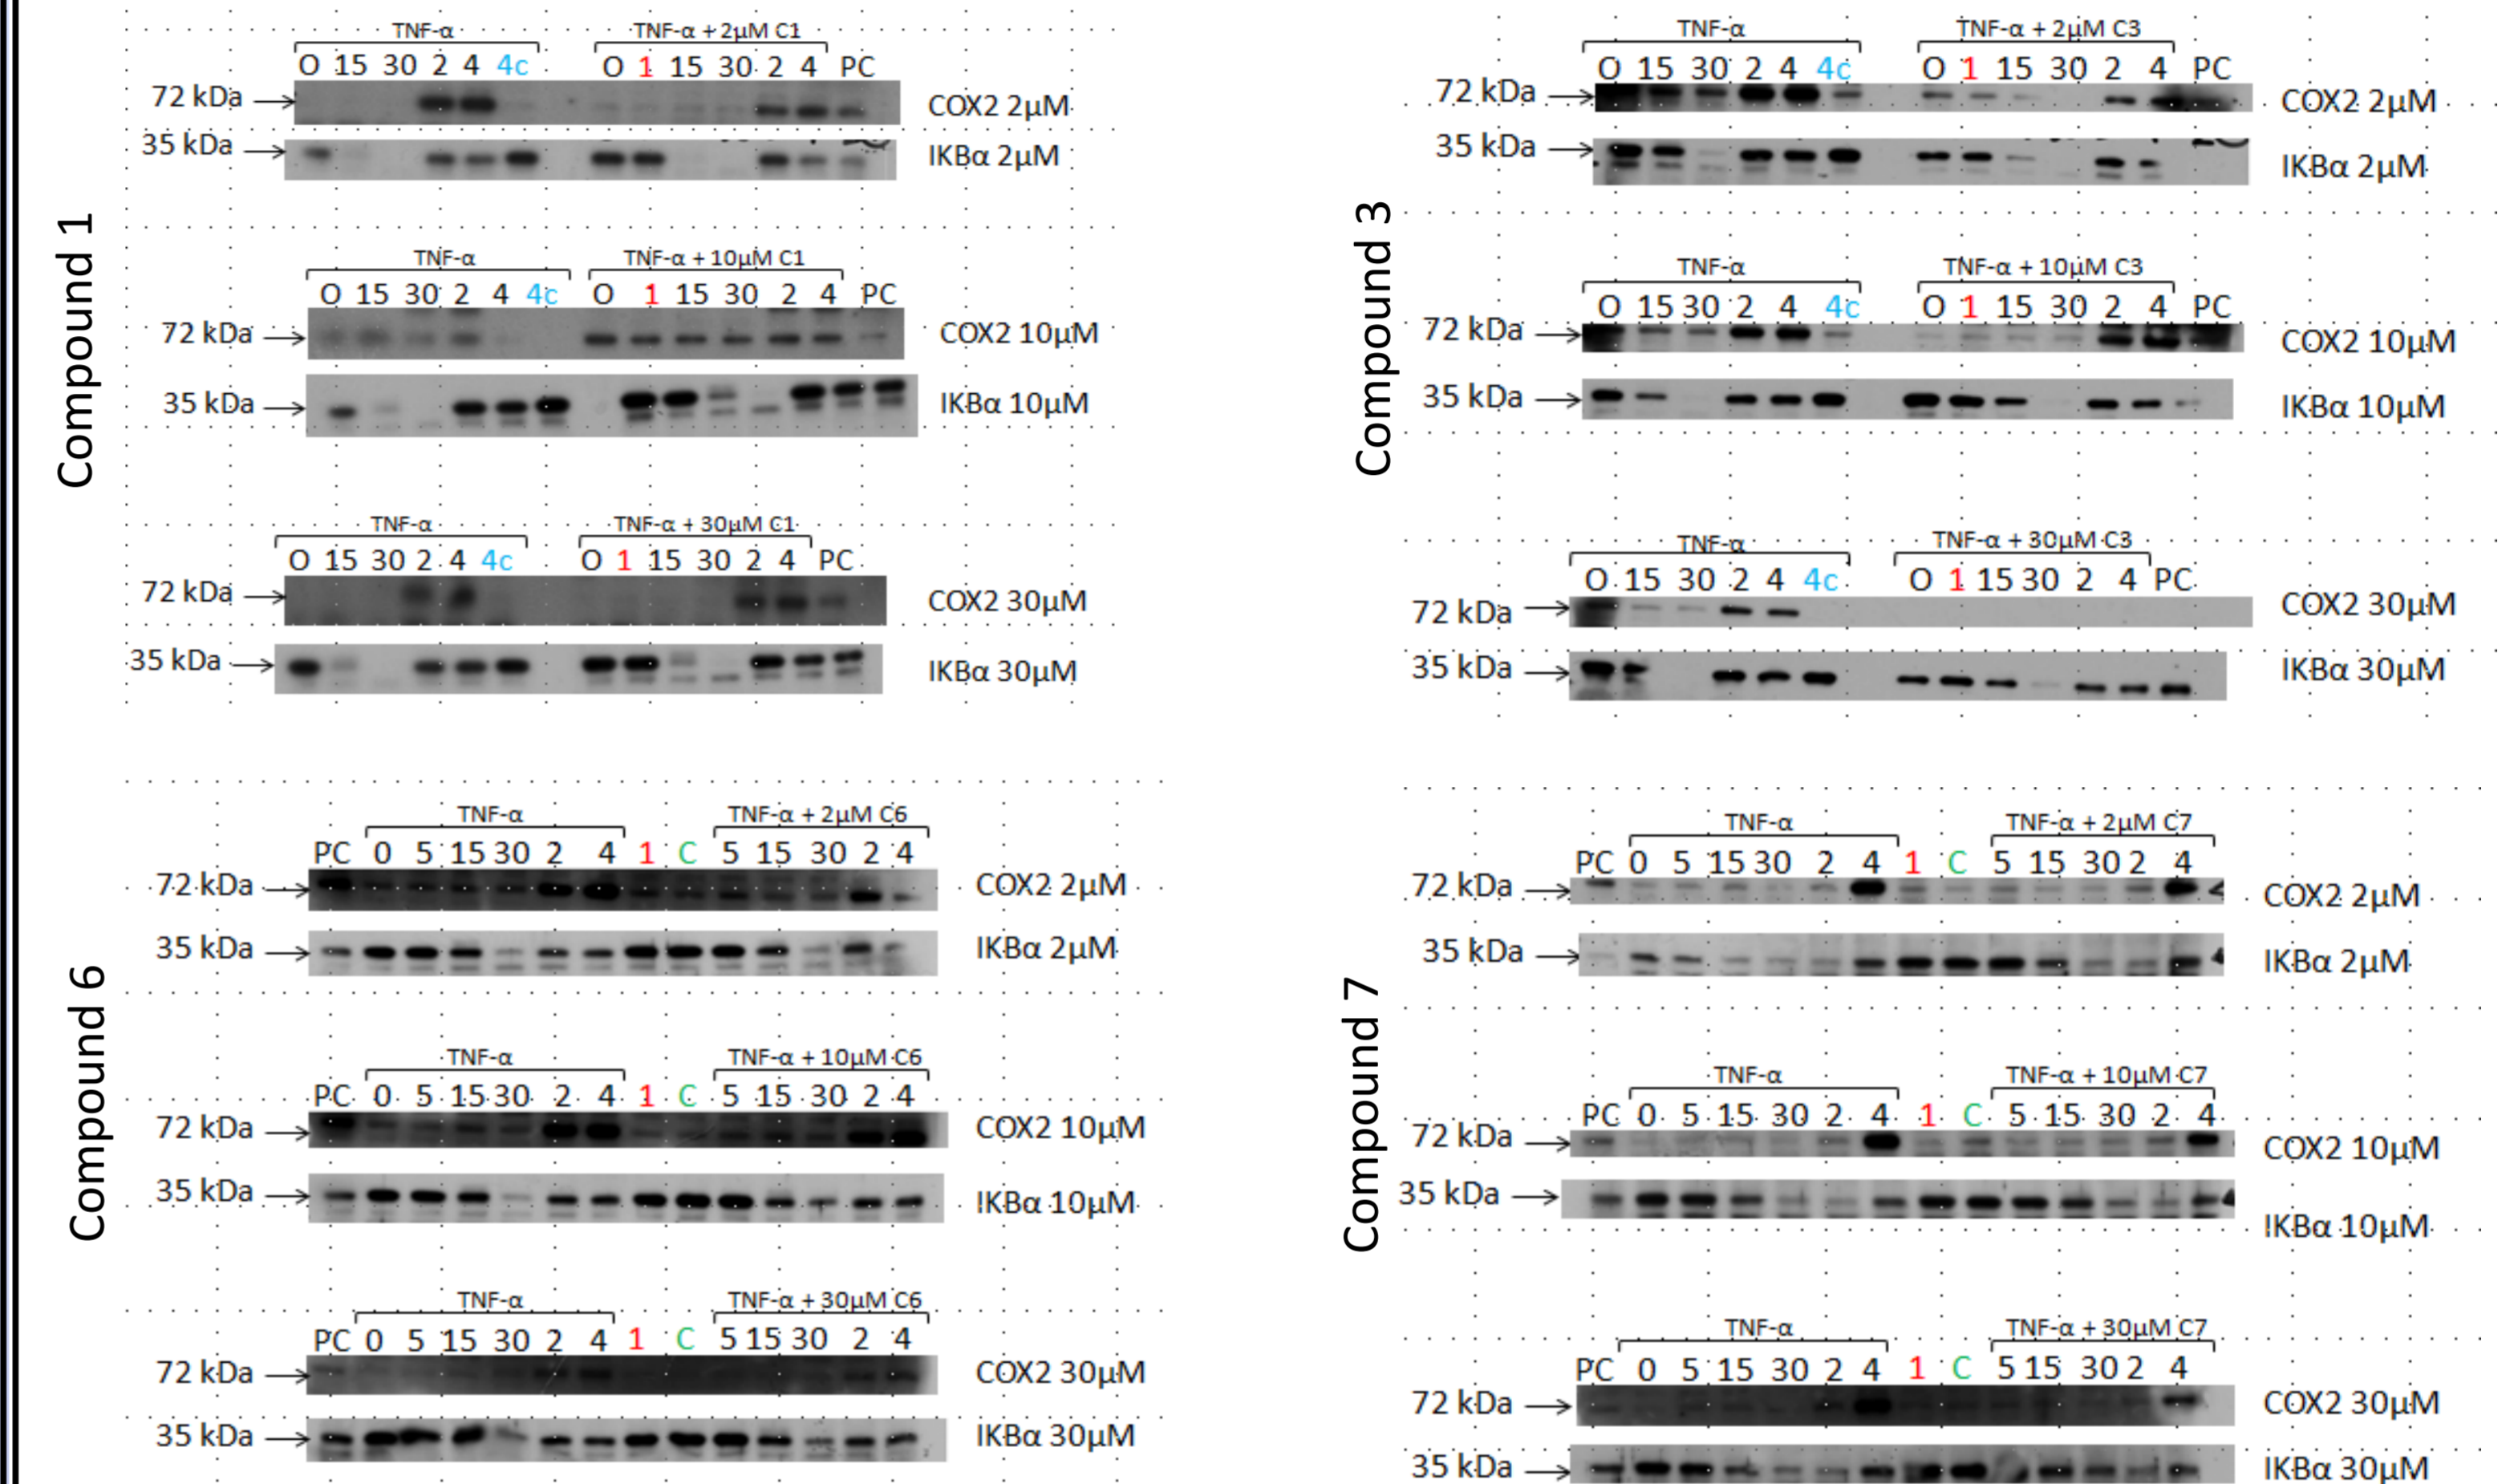 Compound 1
TNF-α TNF-α + 2µM C1
O 15 30 2 4 4c O 1 15 30 2 4 PC
72 kDa COX2 2µM
35 kDa IKBα 2µM
TNF-α TNF-α + 10µM C1
O 15 30 2 4 4c O 1 15 30 2 4 PC
72 kDa COX2 10µM
35 kDa IKBα 10µM
TNF-α TNF-α + 30µM C1
O 15 30 2 4 4c O 1 15 30 2 4 PC
72 kDa COX2 30µM
35 kDa IKBα 30µM
Compound 3
TNF-α TNF-α + 2µM C3
O 15 30 2 4 4c O 1 15 30 2 4 PC
72 kDa COX2 2µM
35 kDa IKBα 2µM
TNF-α TNF-α + 10µM C3
O 15 30 2 4 4c O 1 15 30 2 4 PC
72 kDa COX2 10µM
35 kDa IKBα 10µM
TNF-α TNF-α + 30µM C3
O 15 30 2 4 4c O 1 15 30 2 4 PC
72 kDa COX2 30µM
35 kDa IKBα 30µM
Compound 6
TNF-α TNF-α + 2µM C6
PC 0 5 15 30 2 4 1 C 5 15 30 2 4
72 kDa COX2 2µM
35 kDa IKBα 2µM
TNF-α TNF-α + 10µM C6
PC 0 5 15 30 2 4 1 C 5 15 30 2 4
72 kDa COX2 10µM
35 kDa IKBα 10µM
TNF-α TNF-α + 30µM C6
PC 0 5 15 30 2 4 1 C 5 15 30 2 4
72 kDa COX2 30µM
35 kDa IKBα 30µM
Compound 7
TNF-α TNF-α + 2µM C7
PC 0 5 15 30 2 4 1 C 5 15 30 2 4
72 kDa COX2 2µM
35 kDa IKBα 2µM
TNF-α TNF-α + 10µM C7
PC 0 5 15 30 2 4 1 C 5 15 30 2 4
72 kDa COX2 10µM
35 kDa IKBα 10µM
TNF-α TNF-α + 30µM C7
PC 0 5 15 30 2 4 1 C 5 15 30 2 4
72 kDa COX2 30µM
35 kDa IKBα 30µM